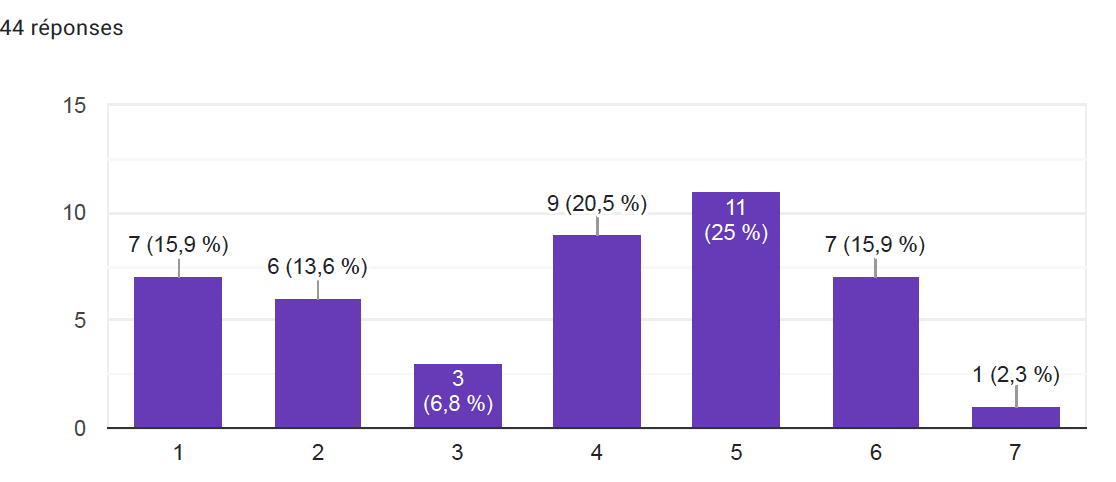 44 réponses
15
10
5
0
7 (15,9 %)
6 (13,6 %)
3
(6,8 %)
9 (20,5 %)
11
(25 %)
7 (15,9 %)
1 (2,3 %)
1
2
3
4
5
6
7